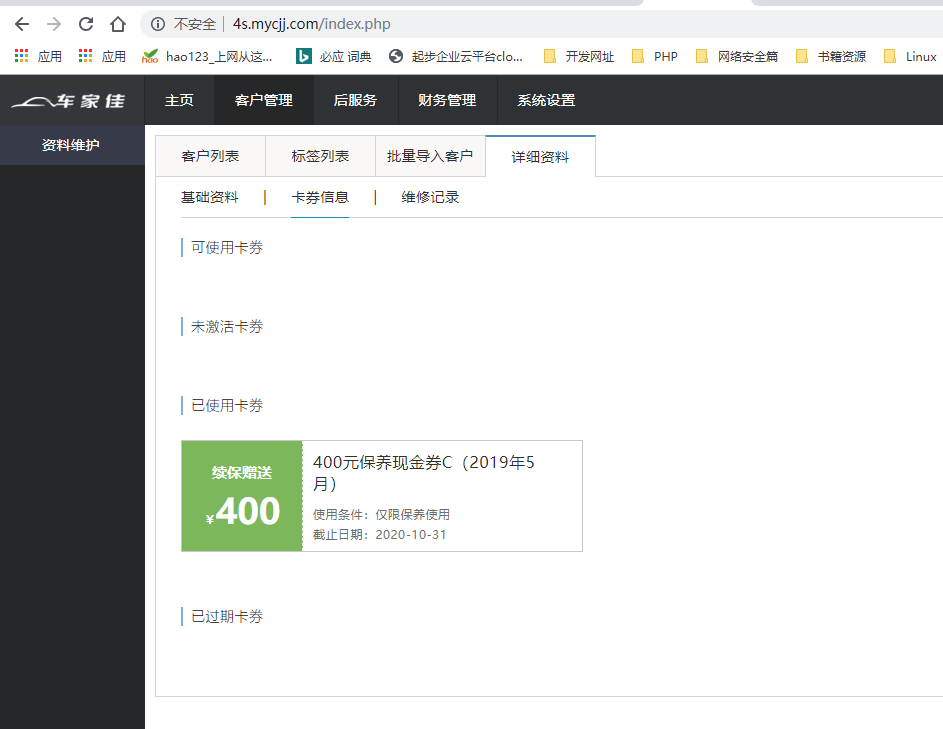 不安全 4s.mycjj.com/index.php
应用 应用 hao123_上网从这... 必应 词典 起步企业云平台clo... 开发网址 PHP 网络安全篇 书籍资源 Linux
车家佳 主页 客户管理 后服务 财务管理 系统设置
资料维护
客户列表 标签列表 批量导入客户 详细资料
基础资料 | 卡券信息 | 维修记录
可使用卡券
未激活卡券
已使用卡券
续保赠送
¥400
400元保养现金券C（2019年5
月）
使用条件：仅限保养使用
截止日期：2020-10-31
已过期卡券